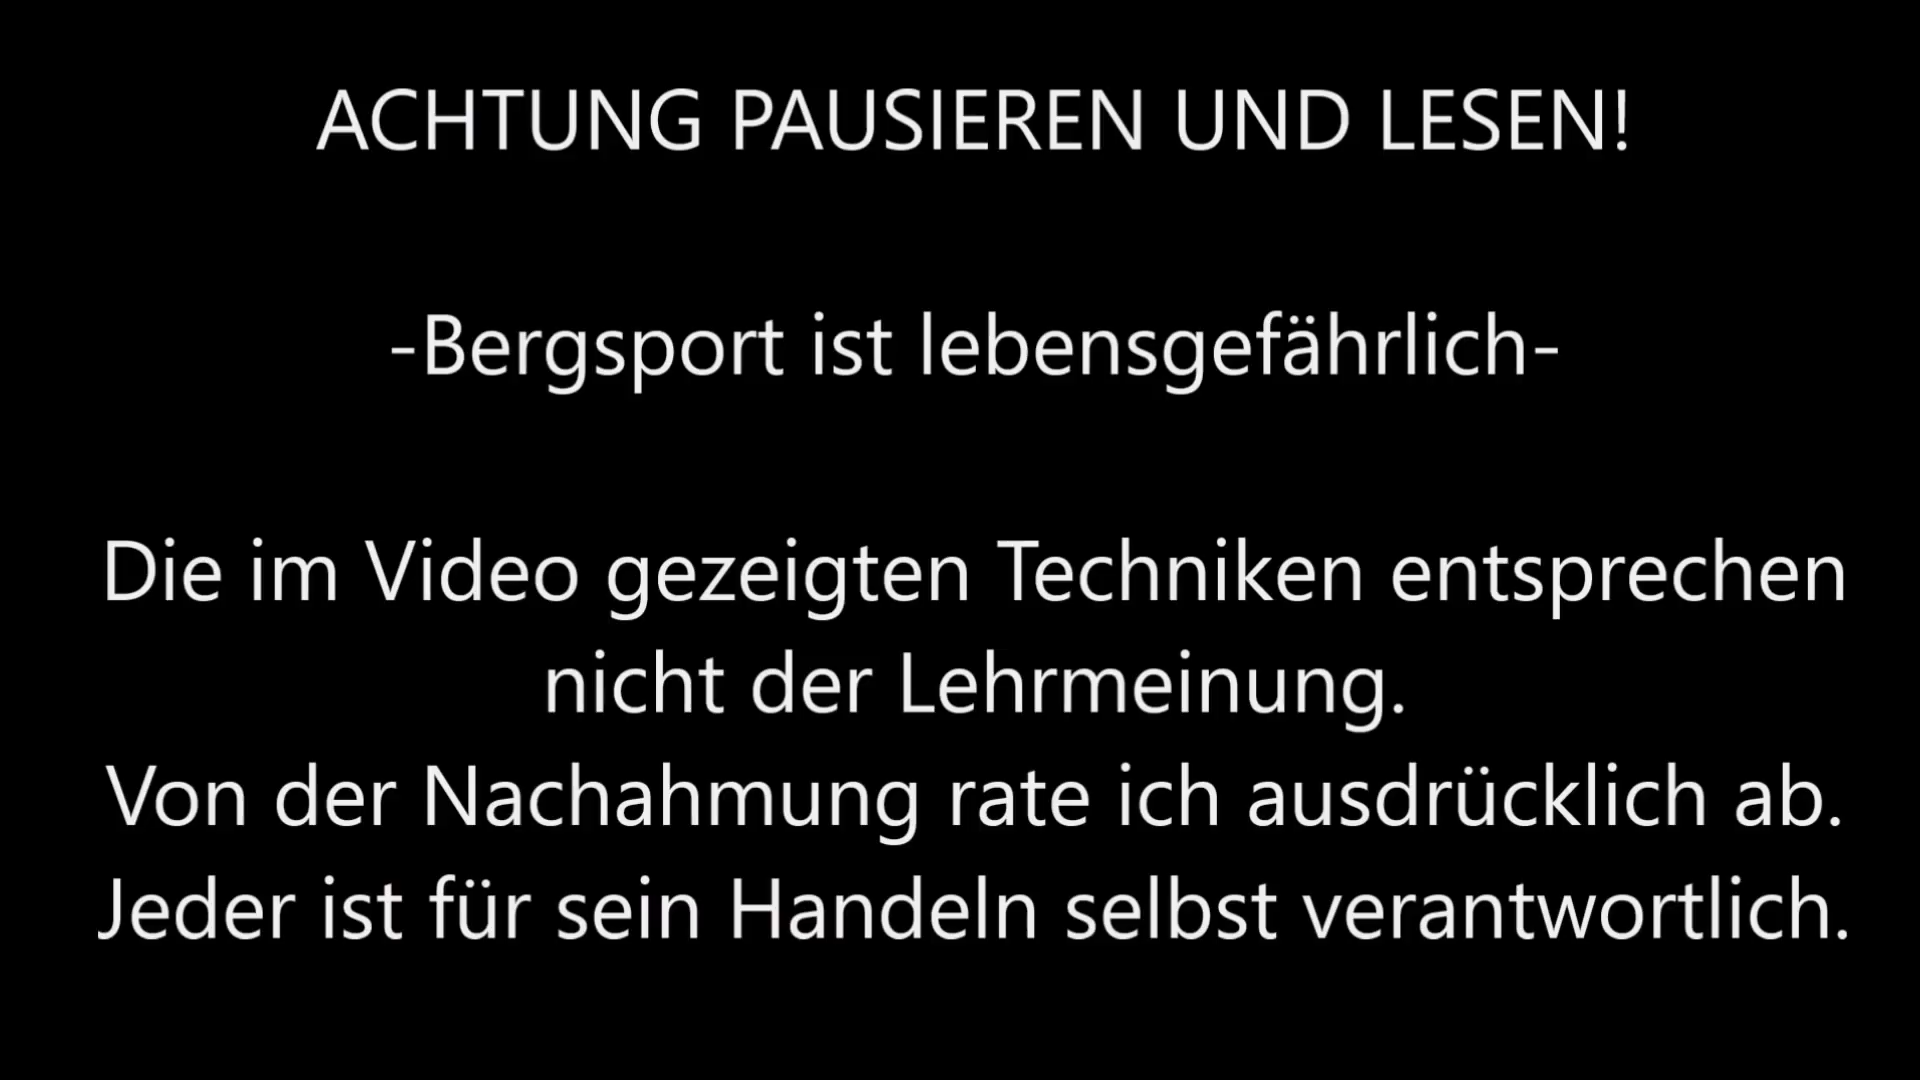 ACHTUNG PAUSIEREN UND LESEN!
-Bergsport ist lebensgefährlich-
Die im Video gezeigten Techniken entsprechen
nicht der Lehrmeinung.
Von der Nachahmung rate ich ausdrücklich ab.
Jeder ist für sein Handeln selbst verantwortlich.